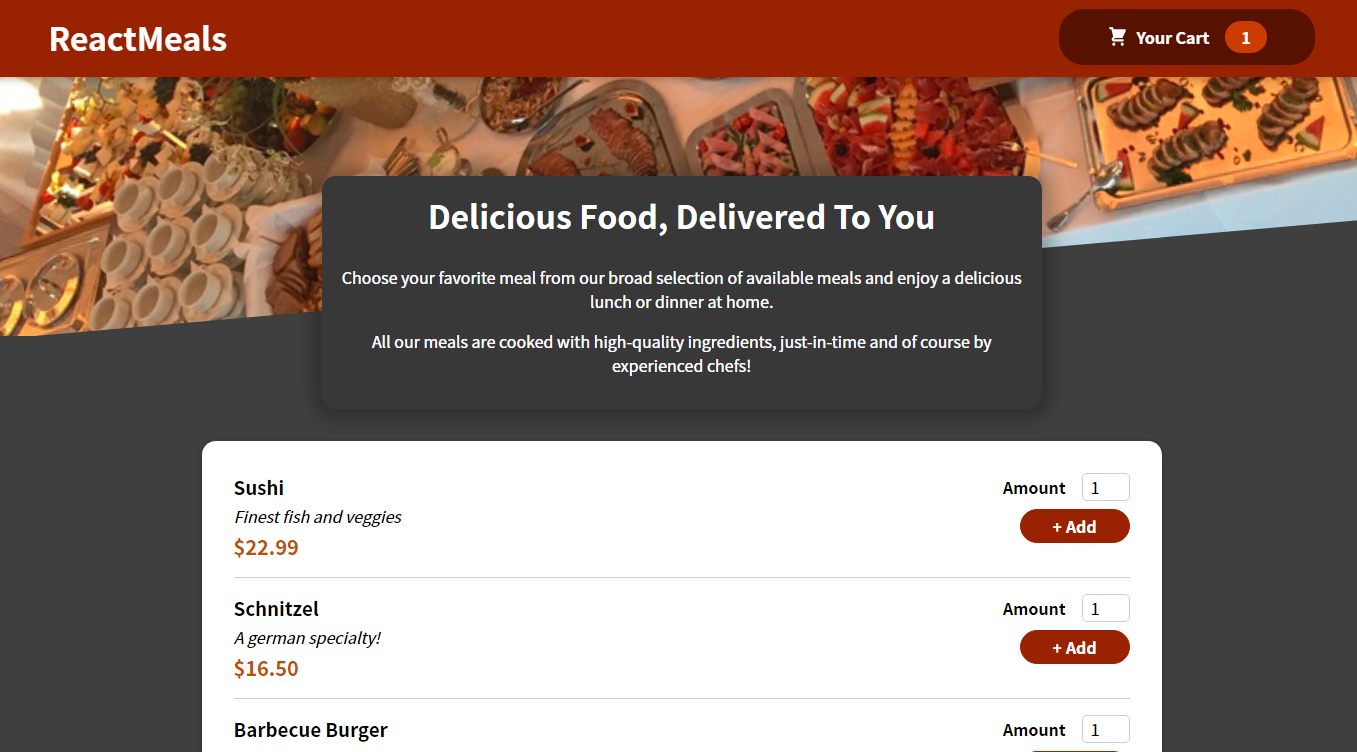 ReactMeals
Your Cart 1
Delicious Food, Delivered To You
Choose your favorite meal from our broad selection of available meals and enjoy a delicious
lunch or dinner at home.
All our meals are cooked with high-quality ingredients, just-in-time and of course by
experienced chefs!
Sushi
Finest fish and veggies
$22.99
Amount 1
+ Add
Schnitzel
A german specialty!
$16.50
Amount 1
+ Add
Barbecue Burger
Amount 1